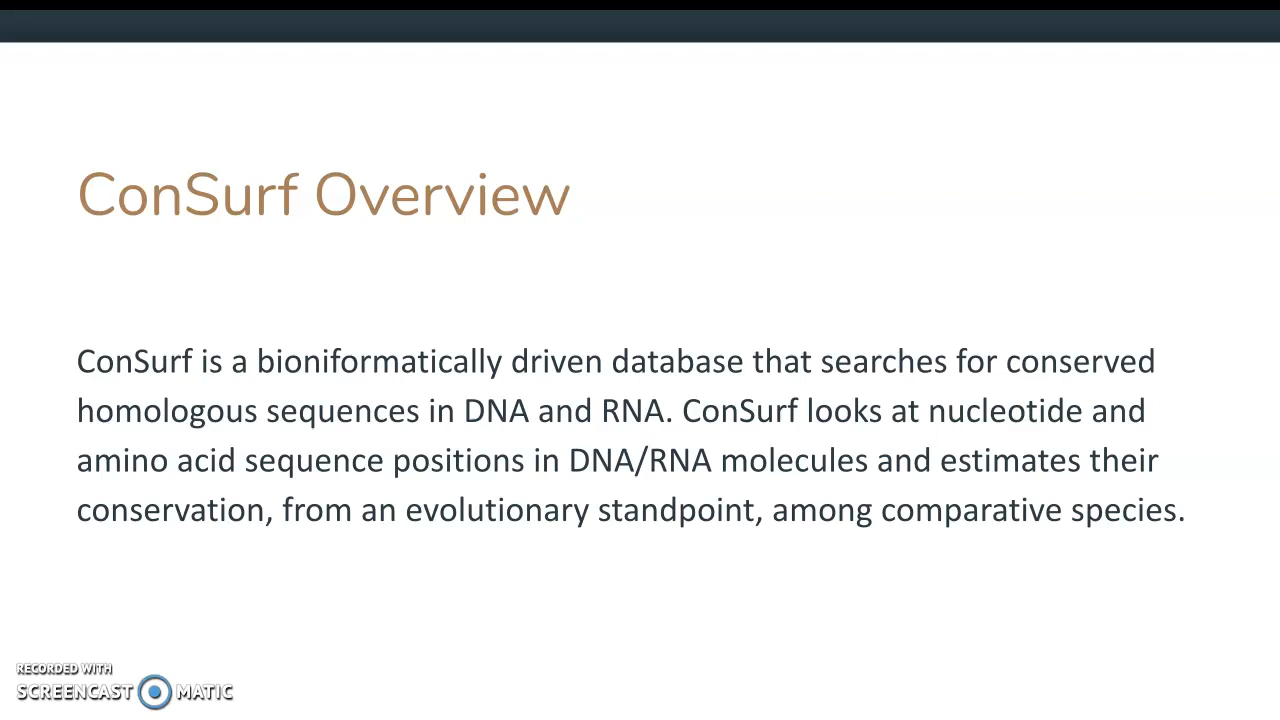 ConSurf Overview
ConSurf is a bioniformatically driven database that searches for conserved
homologous sequences in DNA and RNA. ConSurf looks at nucleotide and
amino acid sequence positions in DNA/RNA molecules and estimates their
conservation, from an evolutionary standpoint, among comparative species.
RECORDED WITH
SCREENCAST MATIC